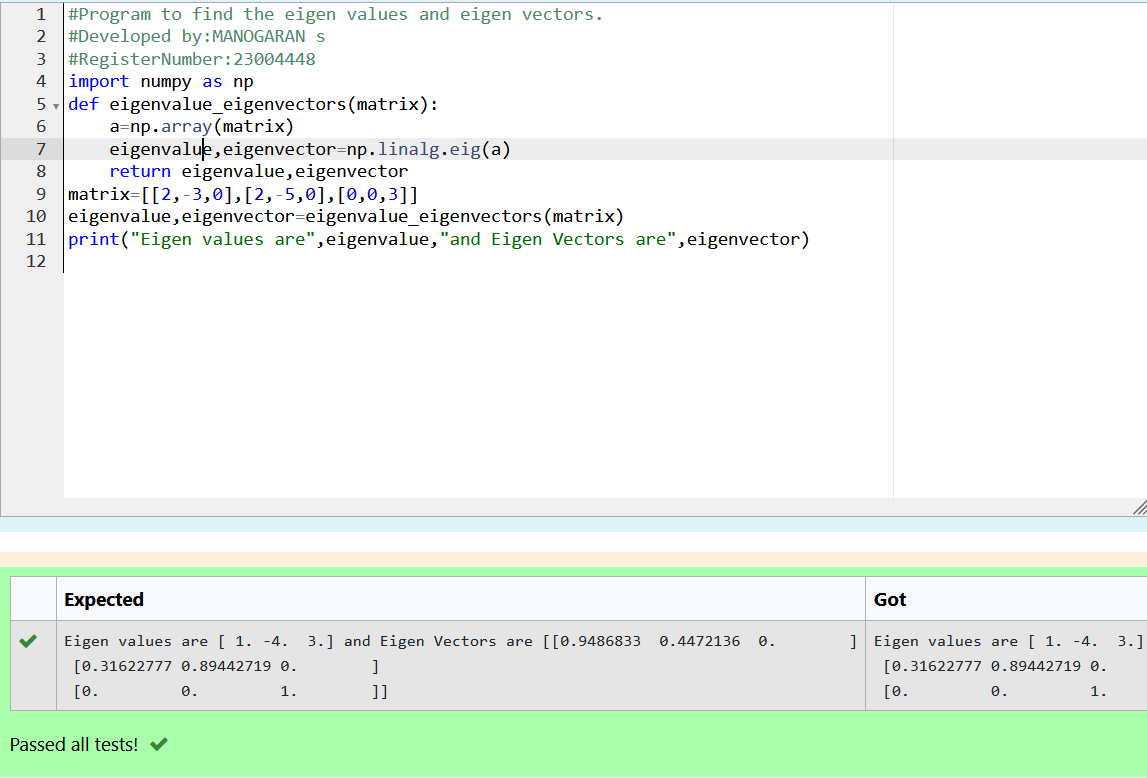 1 #Program to find the eigen values and eigen vectors.
2 #Developed by:MANOGARAN s
3 #RegisterNumber:23004448
4 import numpy as np
5 def eigenvalue_eigenvectors(matrix):
6     a=np.array(matrix)
7     eigenvalue,eigenvector=np.linalg.eig(a)
8     return eigenvalue,eigenvector
9 matrix=[[2,-3,0],[2,-5,0],[0,0,3]]
10 eigenvalue,eigenvector=eigenvalue_eigenvectors(matrix)
11 print("Eigen values are",eigenvalue,"and Eigen Vectors are",eigenvector)
12
Expected Got
Eigen values are [ 1. -4.  3.] and Eigen Vectors are [[0.9486833  0.4472136  0.        ] Eigen values are [ 1. -4.  3.]
[0.31622777 0.89442719 0.        ] [0.31622777 0.89442719 0.
[0.         0.         1.        ]] [0.         0.         1.
Passed all tests!